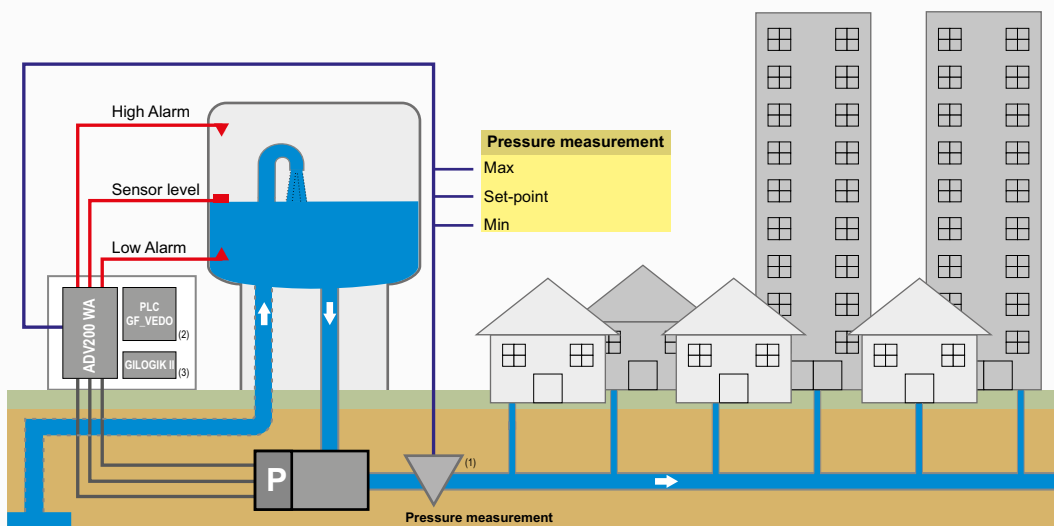 High Alarm
Sensor level
Low Alarm
Pressure measurement
Max
Set-point
Min
ADV200 WA
PLC
GF_VEDO
(2)
GILOGIK II
(3)
P
(1)
Pressure measurement